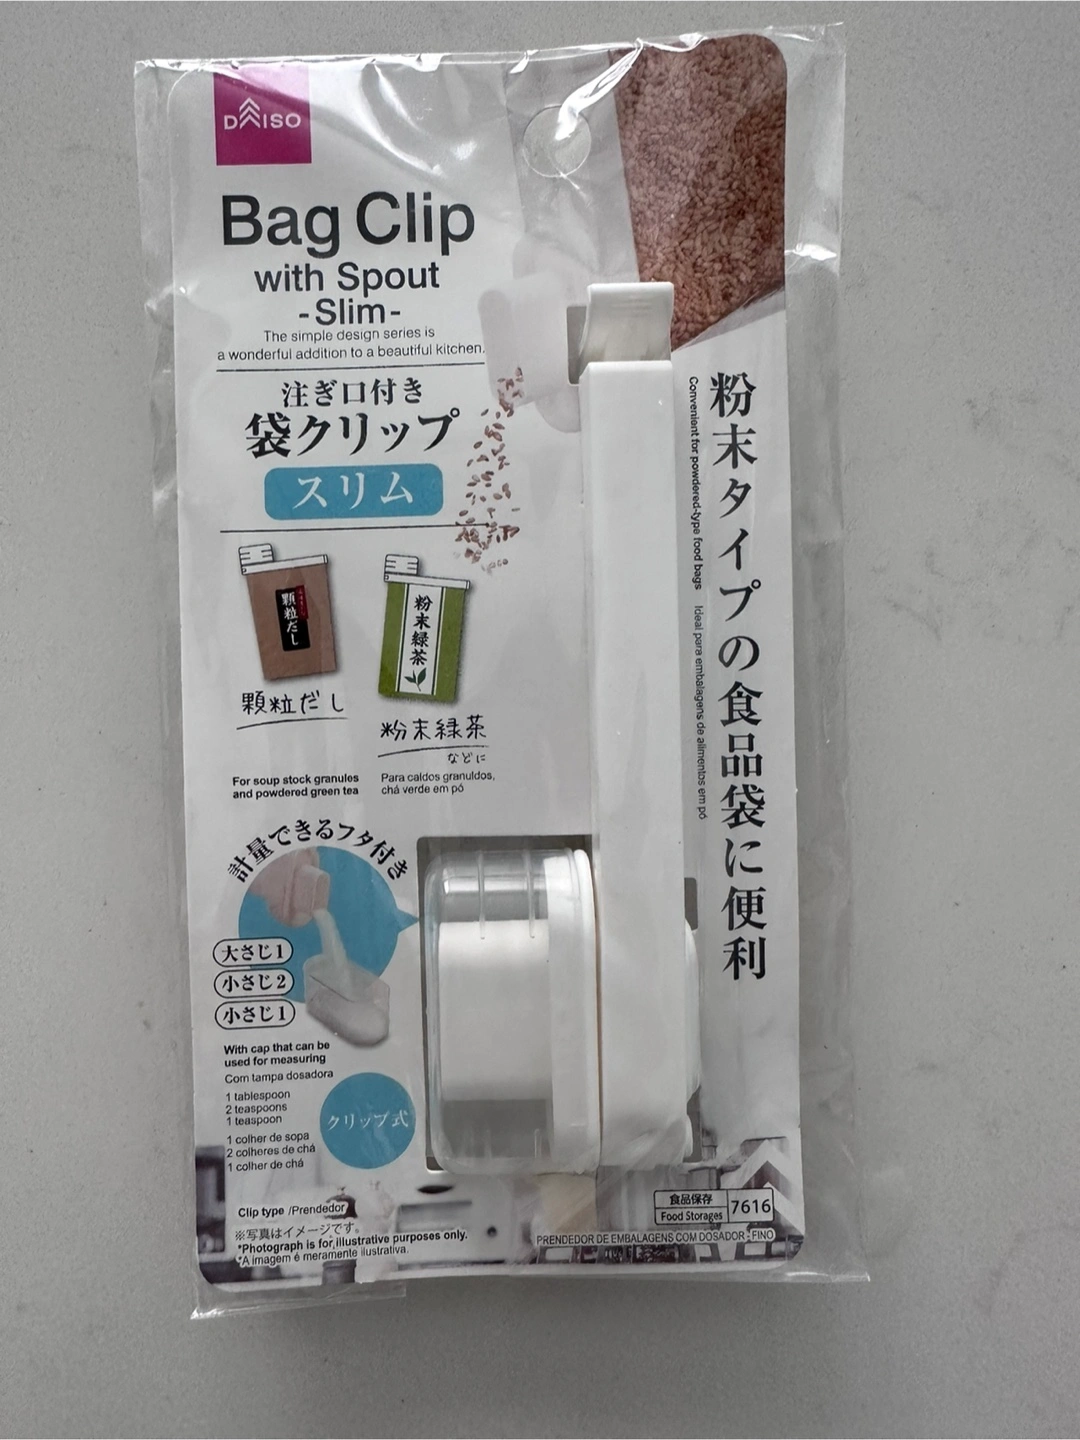 DAISO
Bag Clip
with Spout
-Slim-
The simple design series is
a wonderful addition to a beautiful kitchen.
注ぎ口付き
袋クリップ
スリム
粉末タイプの食品袋に便利
Convenient for powdered-type food bags
Ideal para embalagens de alimentos em pó
顆粒だし
粉末緑茶
顆粒だし
粉末緑茶
などに
For soup stock granules
and powdered green tea
Para caldos granuldos,
chá verde em pó
計量できるフタ付き
大さじ1
小さじ2
小さじ1
With cap that can be
used for measuring
Com tampa dosadora
1 tablespoon
2 teaspoons
1 teaspoon
1 colher de sopa
2 colheres de chá
1 colher de chá
クリップ式
Clip type /Prendedor
※写真はイメージです。
*Photograph is for illustrative purposes only.
*A imagem é meramente ilustrativa.
食品保存
Food Storages
7616
PRENDEDOR DE EMBALAGENS COM DOSADOR - FINO